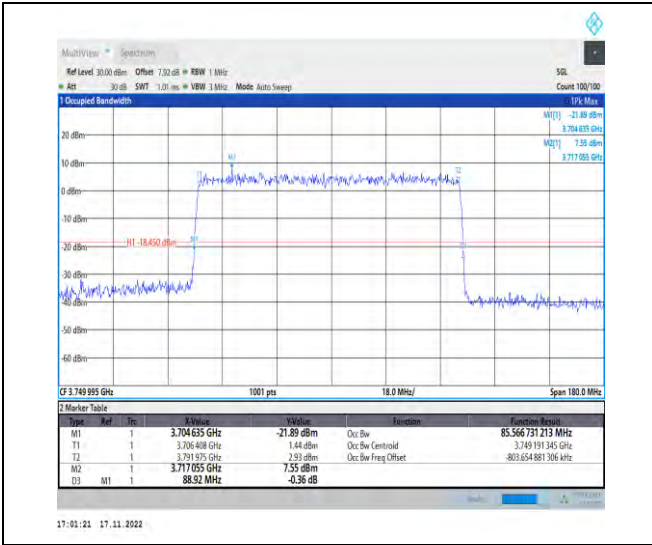 MultiView Spectrum
Ref Level 30.00 dBm Offset 7.92 dB RBW 1 MHz SGL
Att 30 dB SWT 1.01 ms VBW 3 MHz Mode Auto Sweep Count 100/100
1 Occupied Bandwidth 1Pk Max
M1[1] -21.89 dBm
3.704 635 GHz
M2[1] 7.55 dBm
3.717 055 GHz
20 dBm
10 dBm
M2
T1 T2
0 dBm
-10 dBm
H1 -18.450 dBm M1
-20 dBm
-30 dBm
-40 dBm
-50 dBm
-60 dBm
CF 3.749 995 GHz 1001 pts 18.0 MHz/ Span 180.0 MHz
2 Marker Table
Type Ref Trc X-Value Y-Value Function Function Result
M1 1 3.704 635 GHz -21.89 dBm Occ Bw 85.566 731 213 MHz
T1 1 3.706 408 GHz 1.44 dBm Occ Bw Centroid 3.749 191 345 GHz
T2 1 3.791 975 GHz 2.93 dBm Occ Bw Freq Offset -803.654 881 306 kHz
M2 1 3.717 055 GHz 7.55 dBm
D3 M1 1 88.92 MHz -0.36 dB
17:01:21 17.11.2022